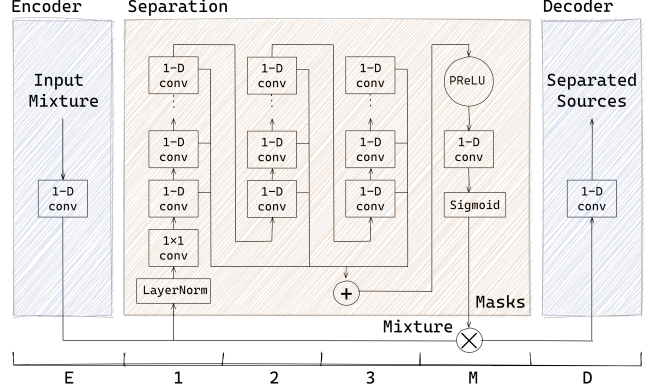 Encoder
Separation
Decoder
Input
Mixture
1-D
conv
1-D
conv
1-D
conv
1-D
conv
1×1
conv
LayerNorm
1-D
conv
1-D
conv
1-D
conv
1-D
conv
1-D
conv
1-D
conv
+
PReLU
1-D
conv
Sigmoid
Masks
Mixture
Separated
Sources
1-D
conv
E
1
2
3
M
D